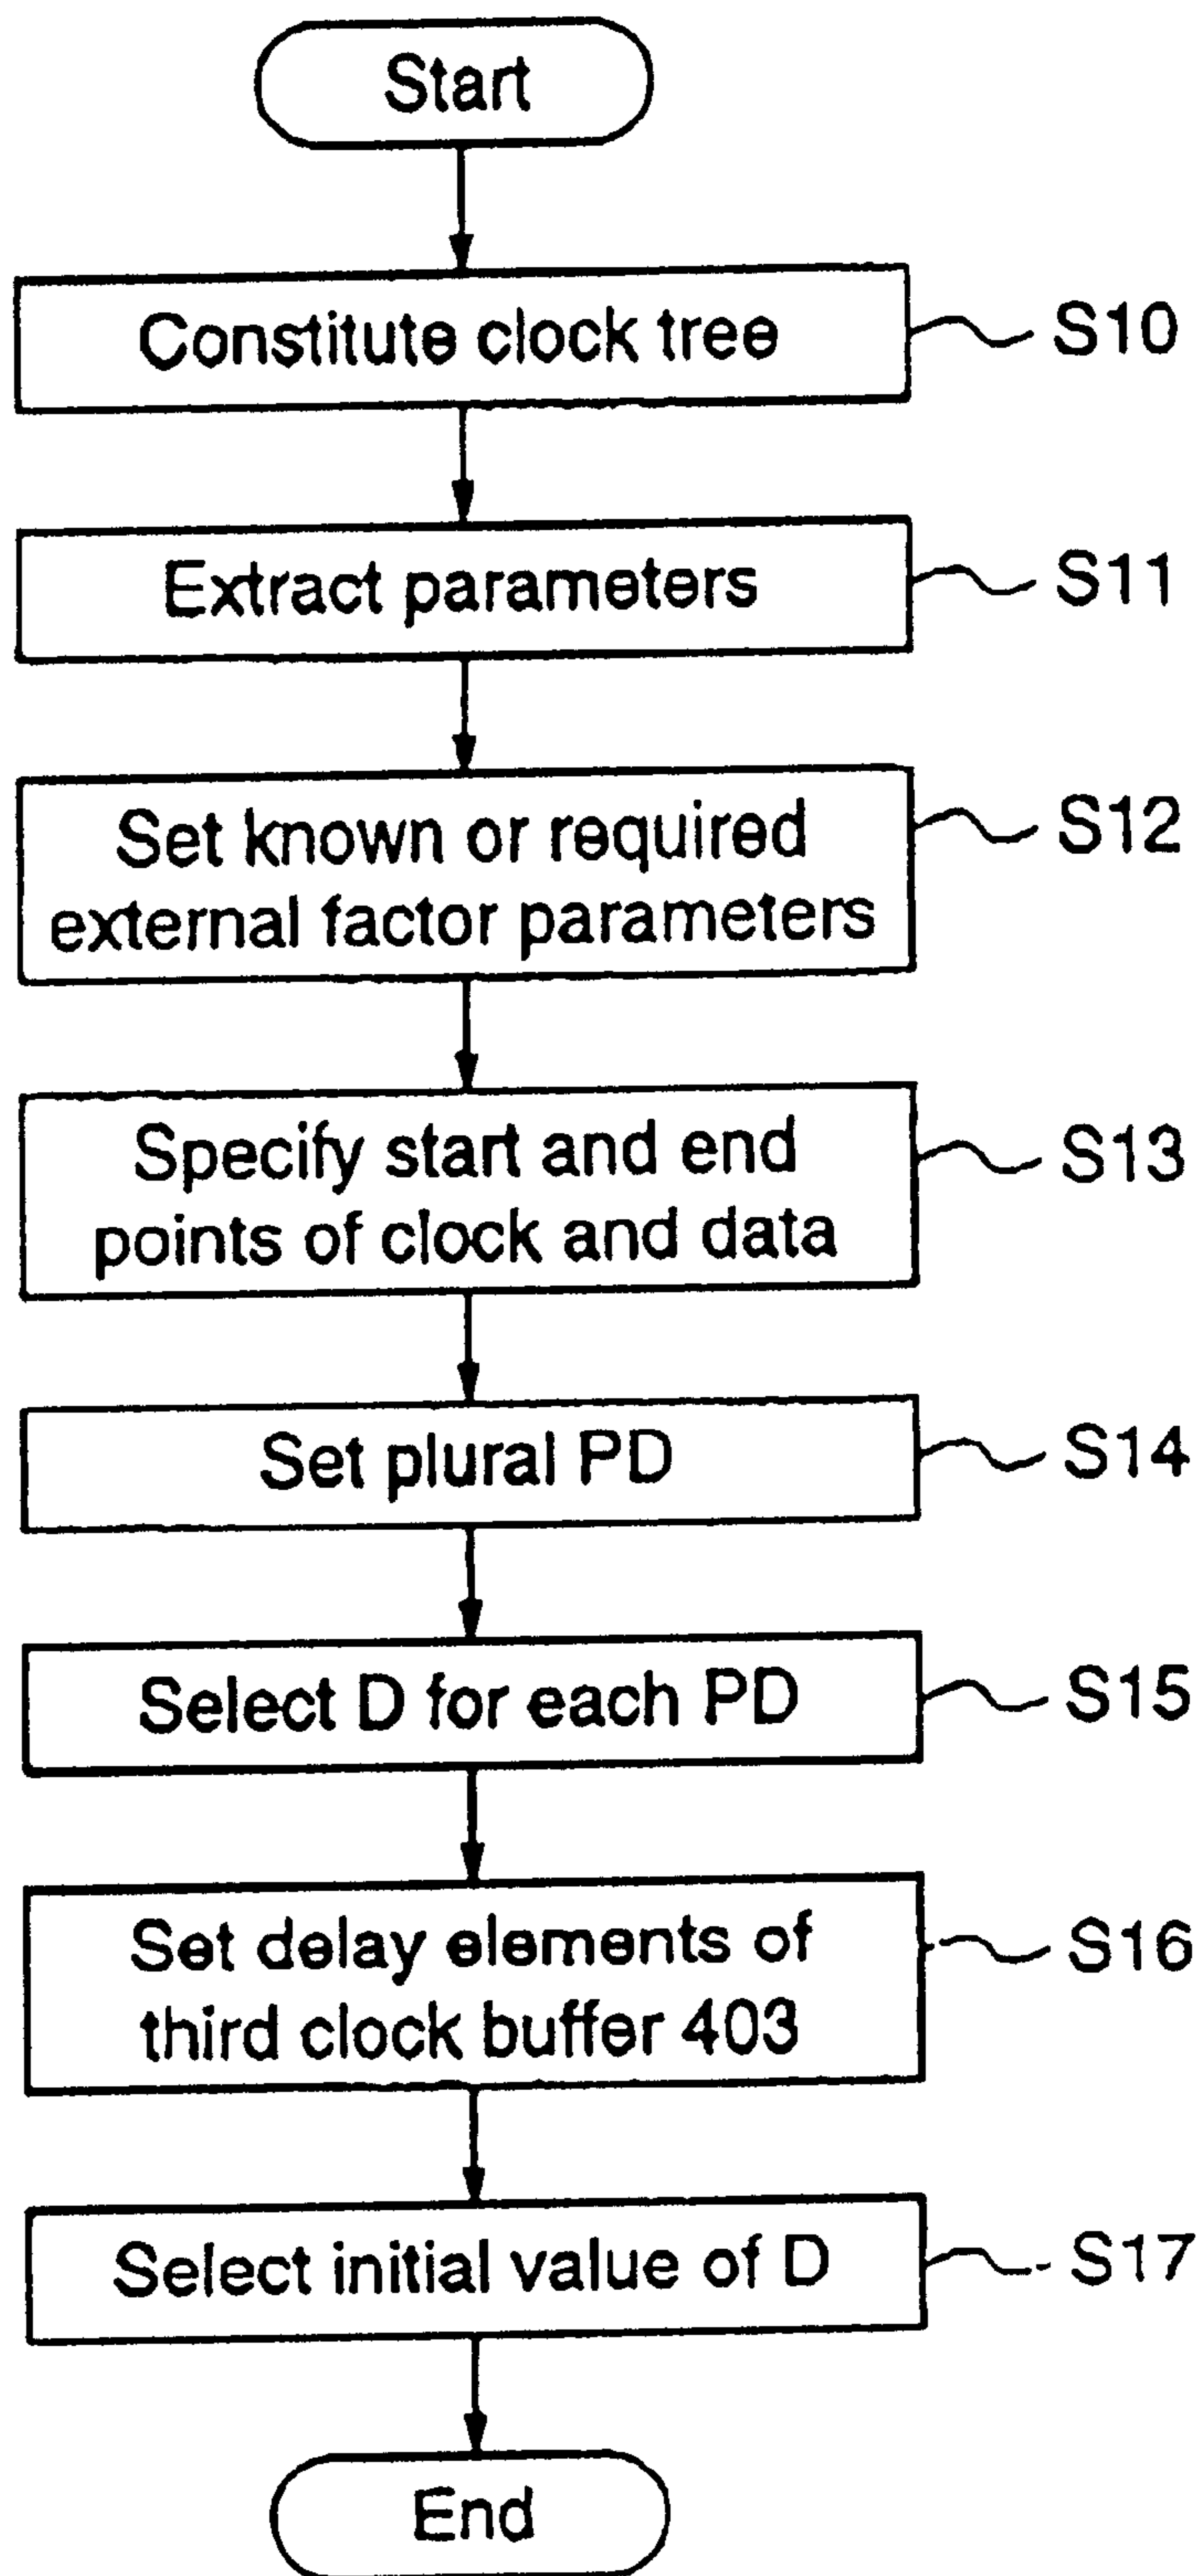 Start
Constitute clock tree
S10
Extract parameters
S11
Set known or required
external factor parameters
S12
Specify start and end
points of clock and data
S13
Set plural PD
S14
Select D for each PD
S15
Set delay elements of
third clock buffer 403
S16
Select initial value of D
S17
End